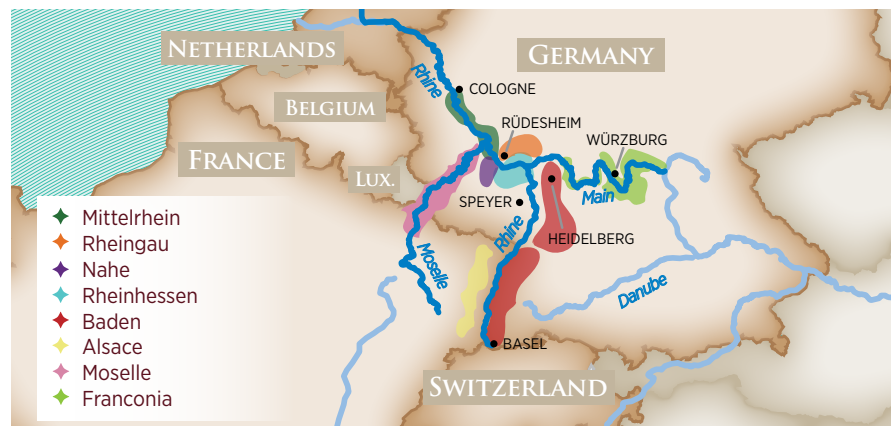 NETHERLANDS
GERMANY
Rhine
COLOGNE
BELGIUM
RÜDESHEIM
WÜRZBURG
FRANCE
LUX.
SPEYER
Main
Rhine
HEIDELBERG
Moselle
Danube
BASEL
SWITZERLAND
Mittelrhein
Rheingau
Nahe
Rheinhessen
Baden
Alsace
Moselle
Franconia